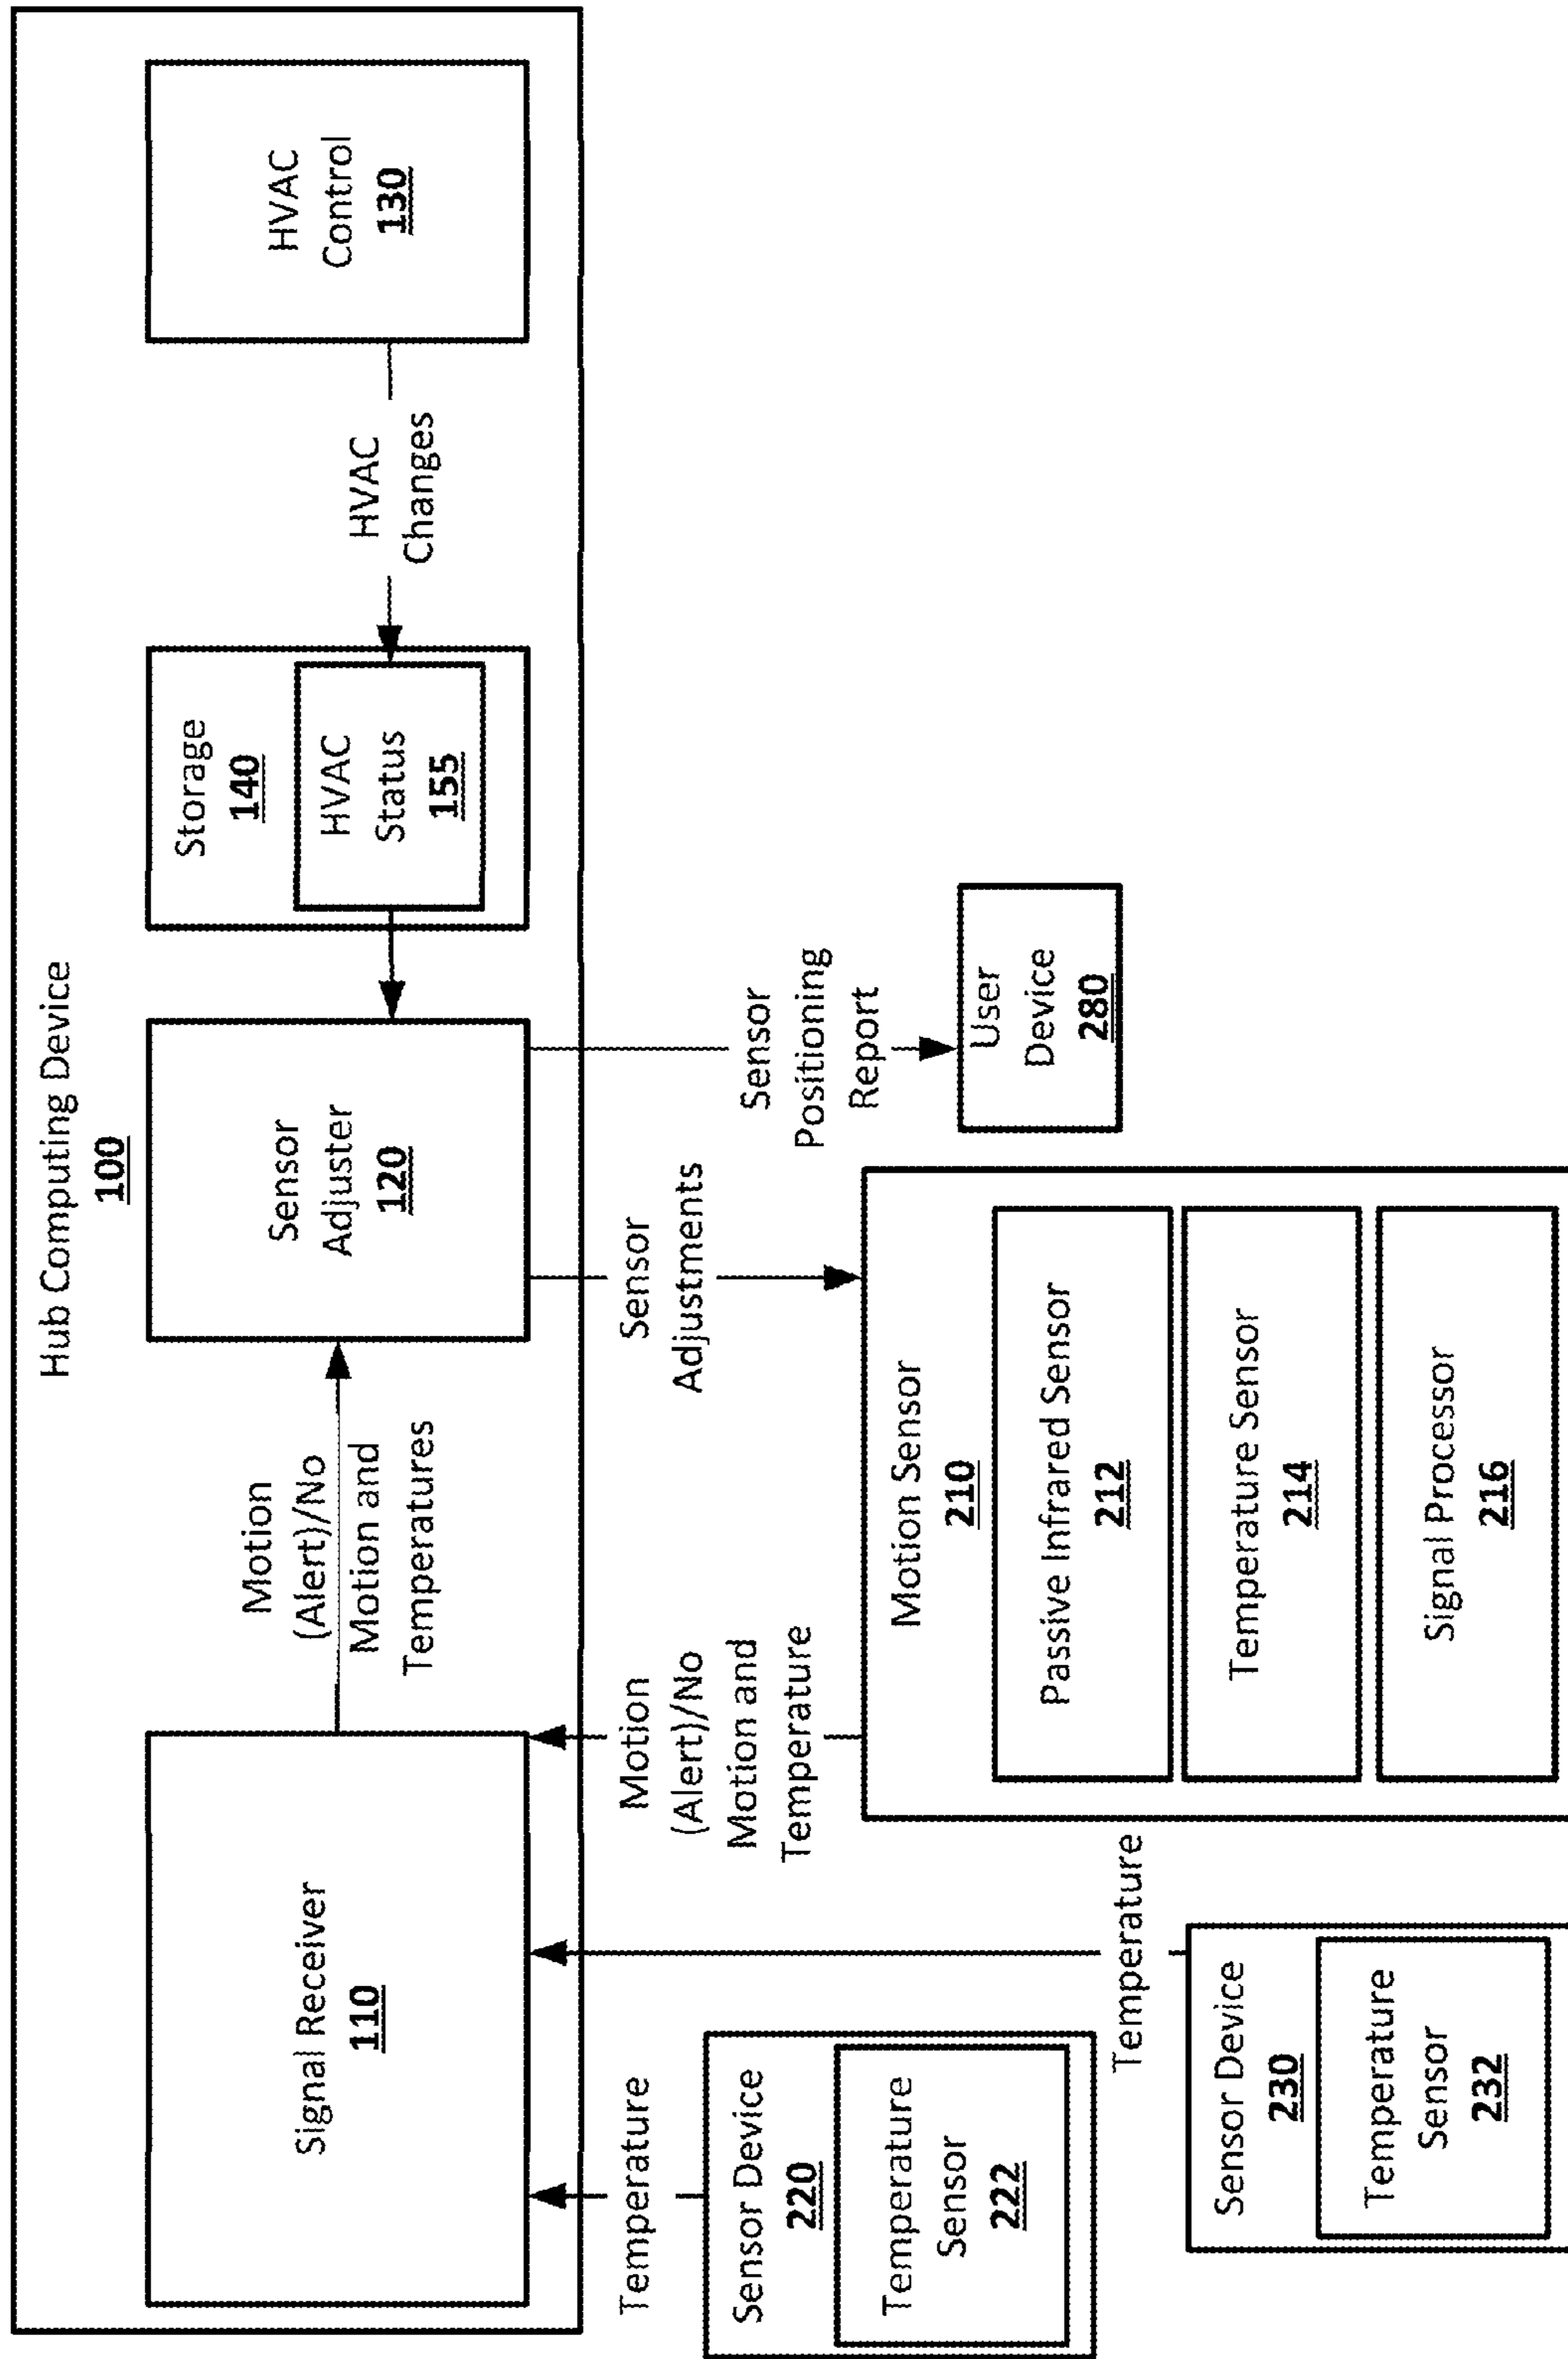 Hub Computing Device
100
Signal Receiver
110
Motion
(Alert)/No
Motion and
Temperatures
Sensor
Adjuster
120
Storage
140
HVAC
Status
155
HVAC
Changes
HVAC
Control
130
Temperature
Motion
(Alert)/No
Motion and
Temperature
Sensor
Adjustments
Sensor
Positioning
Report
Sensor Device
220
Temperature
Sensor
222
Temperature
Motion Sensor
210
Passive Infrared Sensor
212
Temperature Sensor
214
Signal Processor
216
User
Device
280
Sensor Device
230
Temperature
Sensor
232